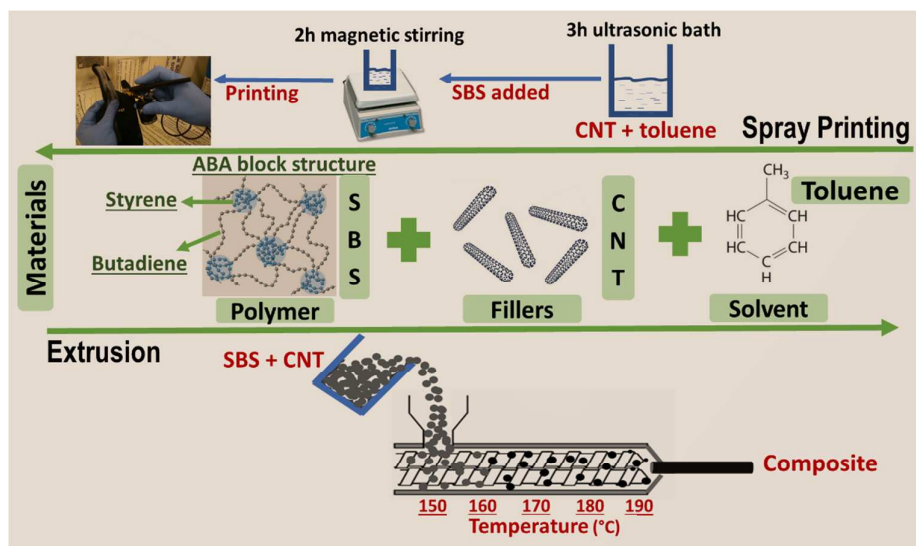 2h magnetic stirring
3h ultrasonic bath
Printing
SBS added
CNT + toluene
Spray Printing
Materials
ABA block structure
Styrene
Butadiene
S
B
S
Polymer
C
N
T
Fillers
CH3
Toluene
HC
CH
HC
CH
C
H
Solvent
Extrusion
SBS + CNT
Composite
150 160 170 180 190
Temperature (°C)